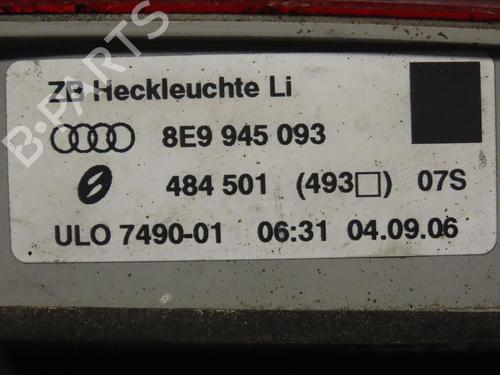 ZB Heckleuchte Li
8E9 945 093
484 501 (493□) 07S
ULO 7490-01 06:31 04.09.06
B-PARTS